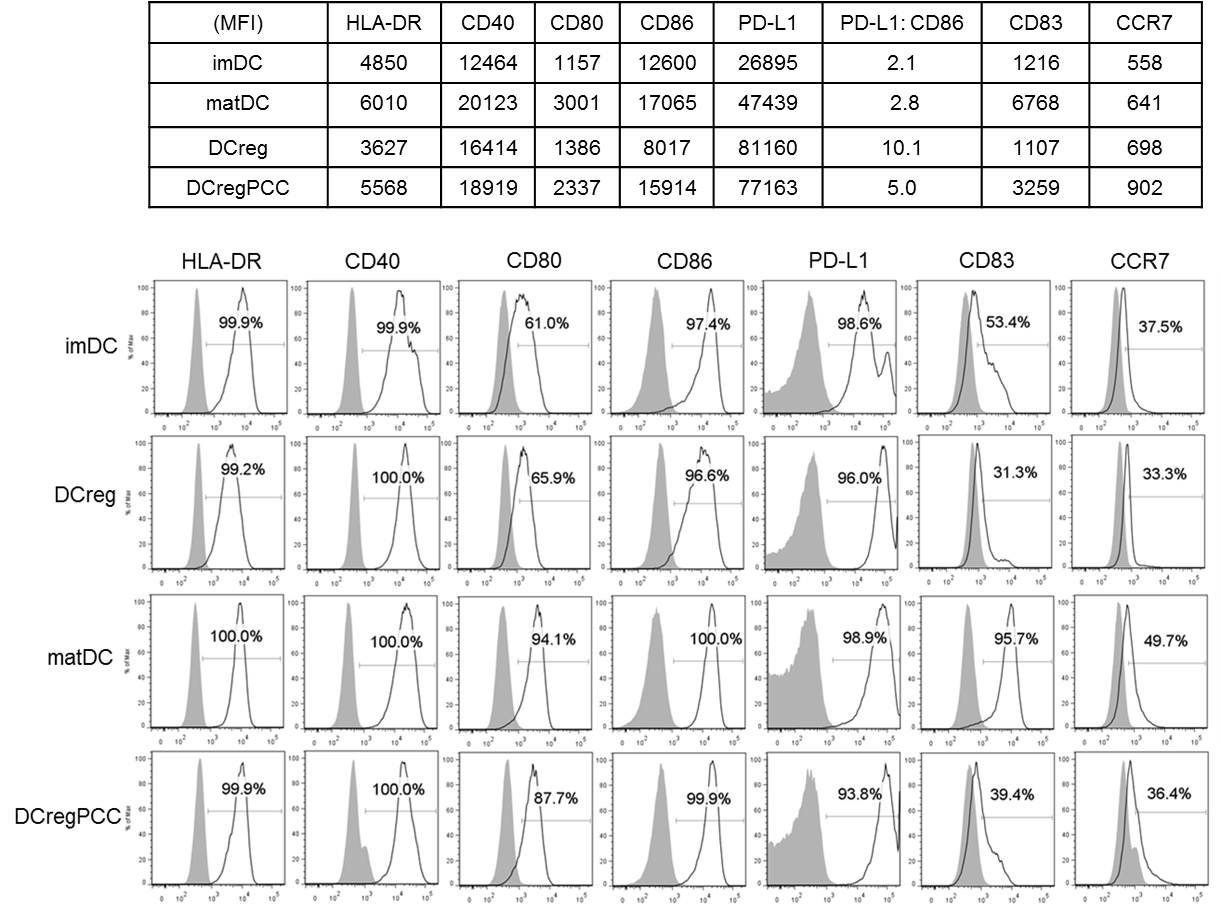 (MFI) HLA-DR CD40 CD80 CD86 PD-L1 PD-L1: CD86 CD83 CCR7
imDC 4850 12464 1157 12600 26895 2.1 1216 558
matDC 6010 20123 3001 17065 47439 2.8 6768 641
DCreg 3627 16414 1386 8017 81160 10.1 1107 698
DCregPCC 5568 18919 2337 15914 77163 5.0 3259 902
HLA-DR CD40 CD80 CD86 PD-L1 CD83 CCR7
imDC 99.9% 99.9% 61.0% 97.4% 98.6% 53.4% 37.5%
DCreg 99.2% 100.0% 65.9% 96.6% 96.0% 31.3% 33.3%
matDC 100.0% 100.0% 94.1% 100.0% 98.9% 95.7% 49.7%
DCregPCC 99.9% 100.0% 87.7% 99.9% 93.8% 39.4% 36.4%